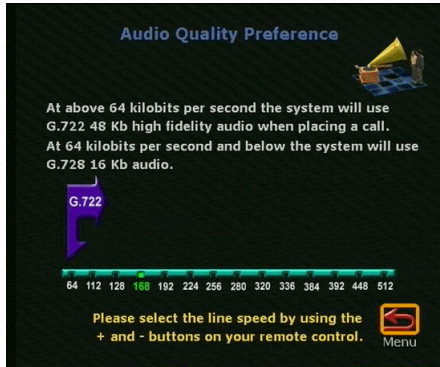 Audio Quality Preference
At above 64 kilobits per second the system will use
G.722 48 Kb high fidelity audio when placing a call.
At 64 kilobits per second and below the system will use
G.728 16 Kb audio.
G.722
64 112 128 168 192 224 256 280 320 336 384 392 448 512
Please select the line speed by using the
+ and - buttons on your remote control.
Menu